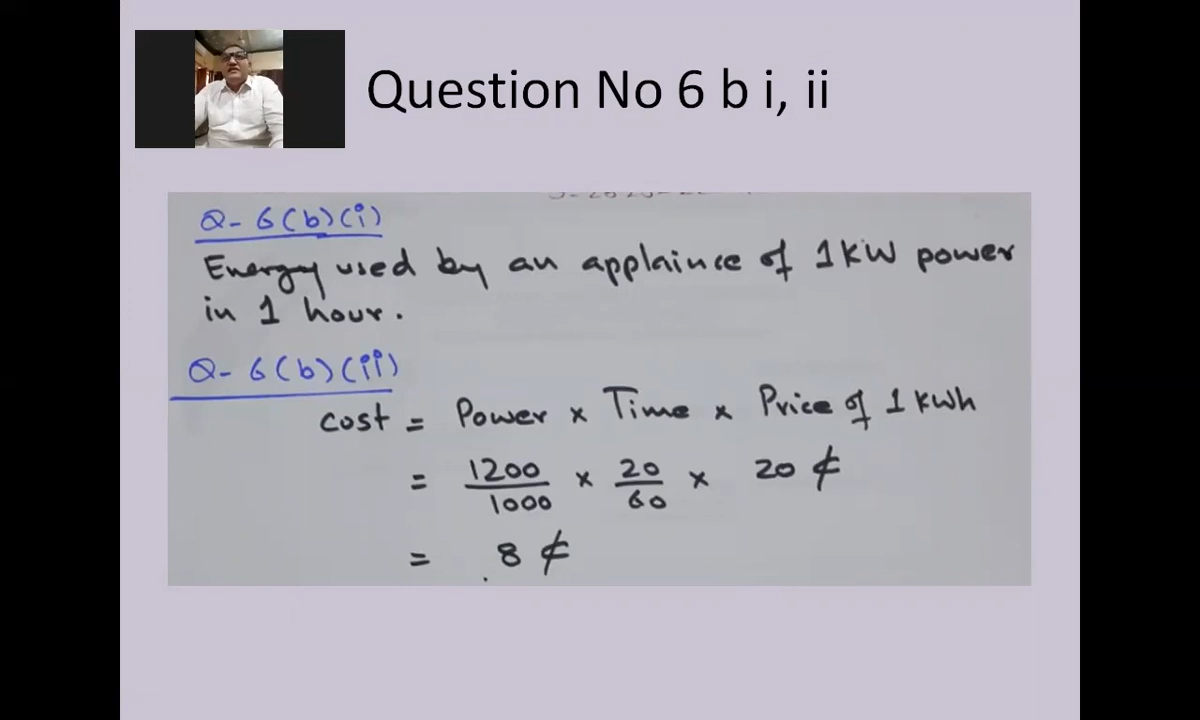 Question No 6 b i, ii
Q- 6(b)(i)
Energy used by an applaince of 1kW power
in 1 hour.
Q- 6(b)(ii)
cost = Power × Time × Price of 1 kWh
= 1200/1000 × 20/60 × 20 ¢
= 8 ¢